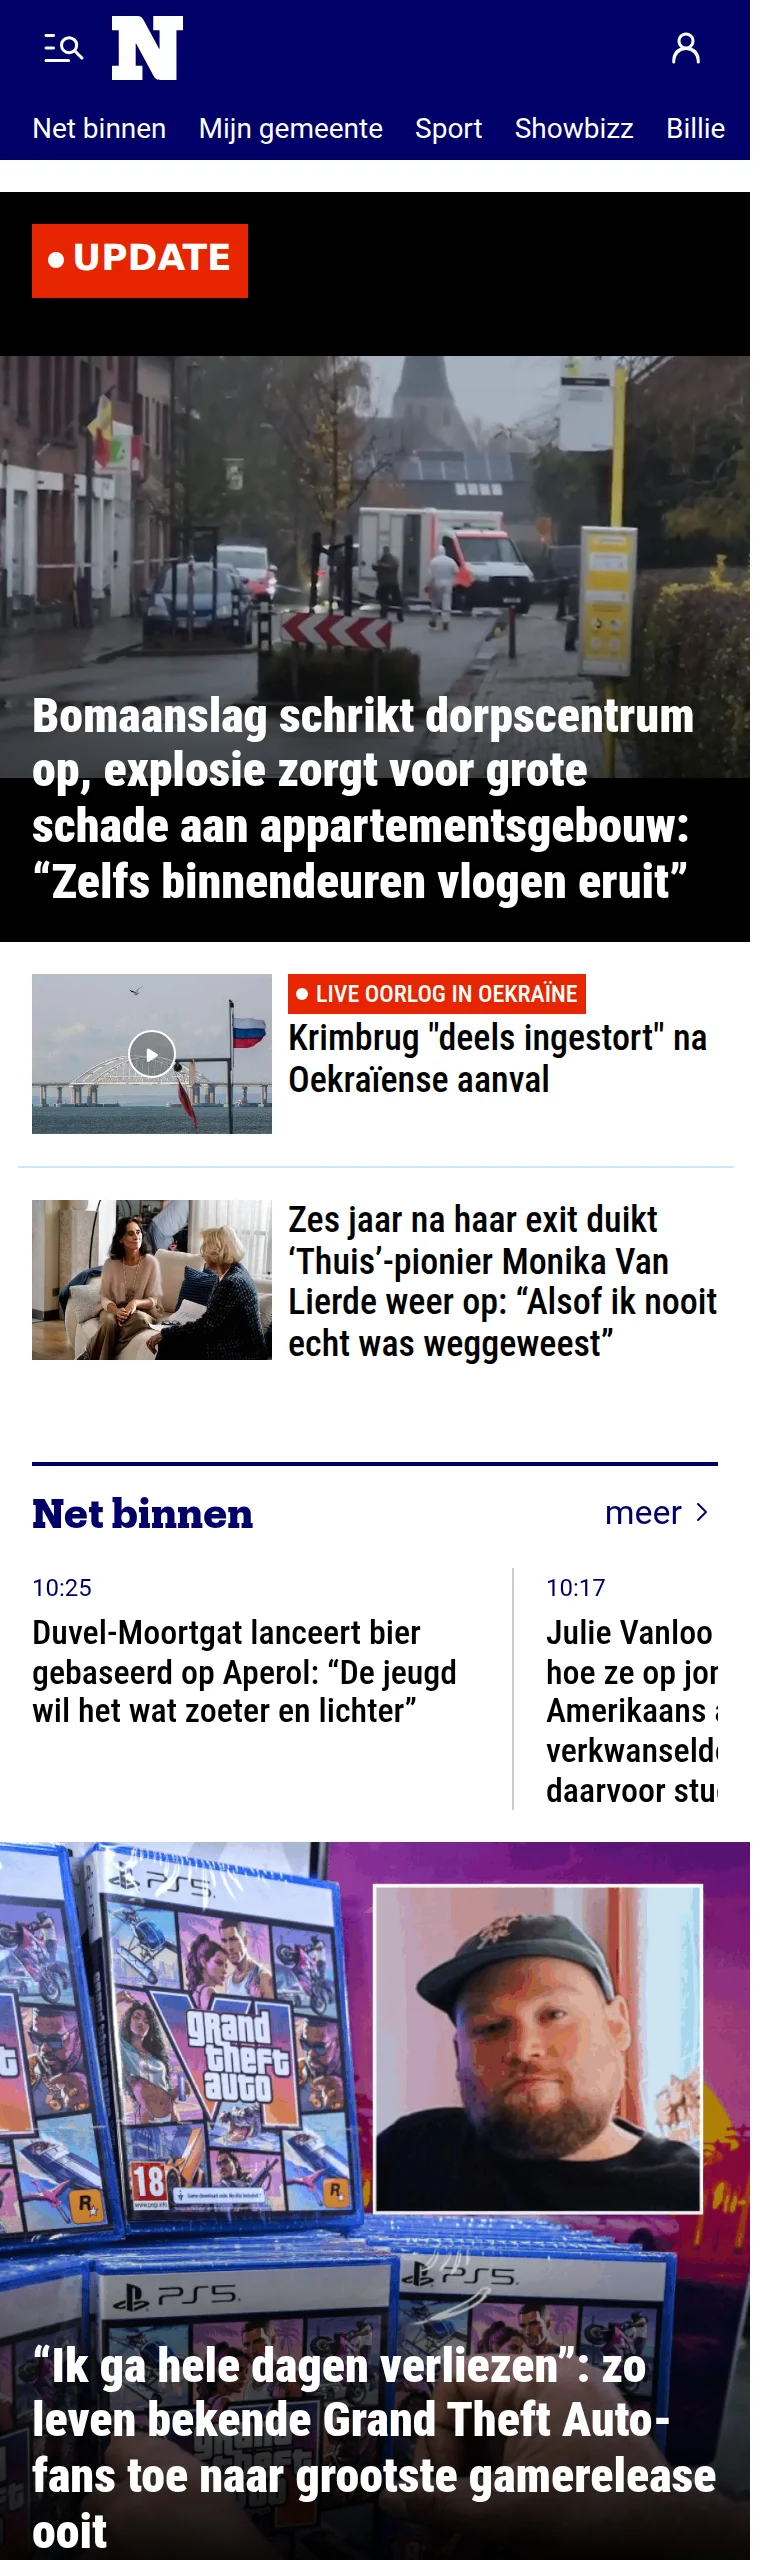 N
Net binnen Mijn gemeente Sport Showbizz Billie
UPDATE
Bomaanslag schrikt dorpscentrum
op, explosie zorgt voor grote
schade aan appartementsgebouw:
“Zelfs binnendeuren vlogen eruit”
LIVE OORLOG IN OEKRAÏNE
Krimbrug "deels ingestort" na
Oekraïense aanval
Zes jaar na haar exit duikt
‘Thuis’-pionier Monika Van
Lierde weer op: “Alsof ik nooit
echt was weggeweest”
Net binnen
meer
10:25
Duvel-Moortgat lanceert bier
gebaseerd op Aperol: “De jeugd
wil het wat zoeter en lichter”
10:17
Julie Vanloo
hoe ze op
Amerikaans
daarvoor
PS5
grand
theft
auto
18
R
R
PS5
PS5
“Ik ga hele dagen verliezen”: zo
leven bekende Grand Theft Auto-
fans toe naar grootste gamerelease
ooit